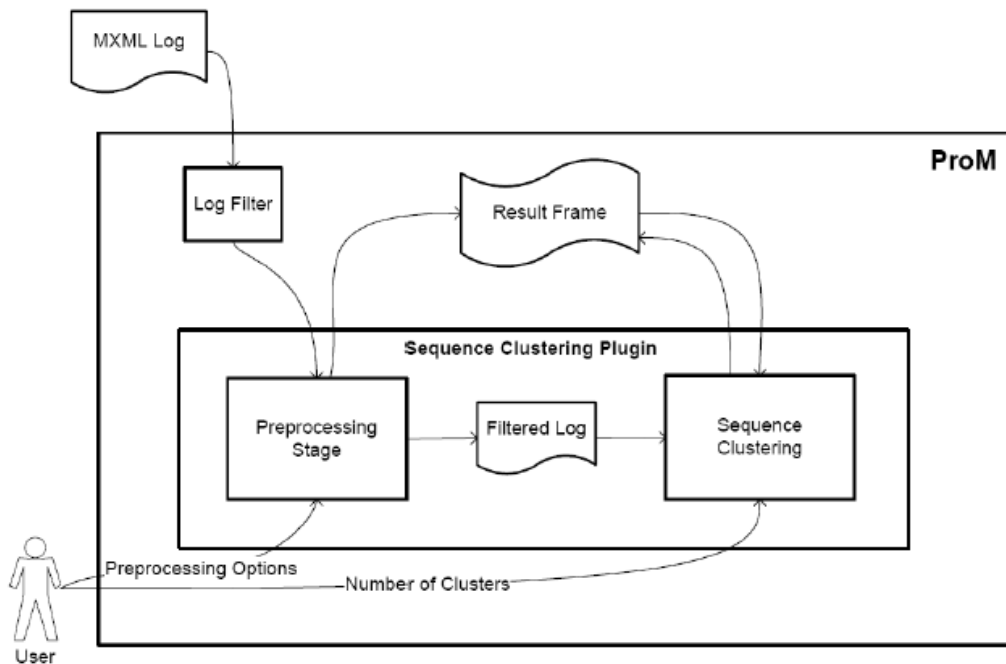 MXML Log
ProM
Log Filter
Result Frame
Sequence Clustering Plugin
Preprocessing
Stage
Filtered Log
Sequence
Clustering
Preprocessing Options
Number of Clusters
User